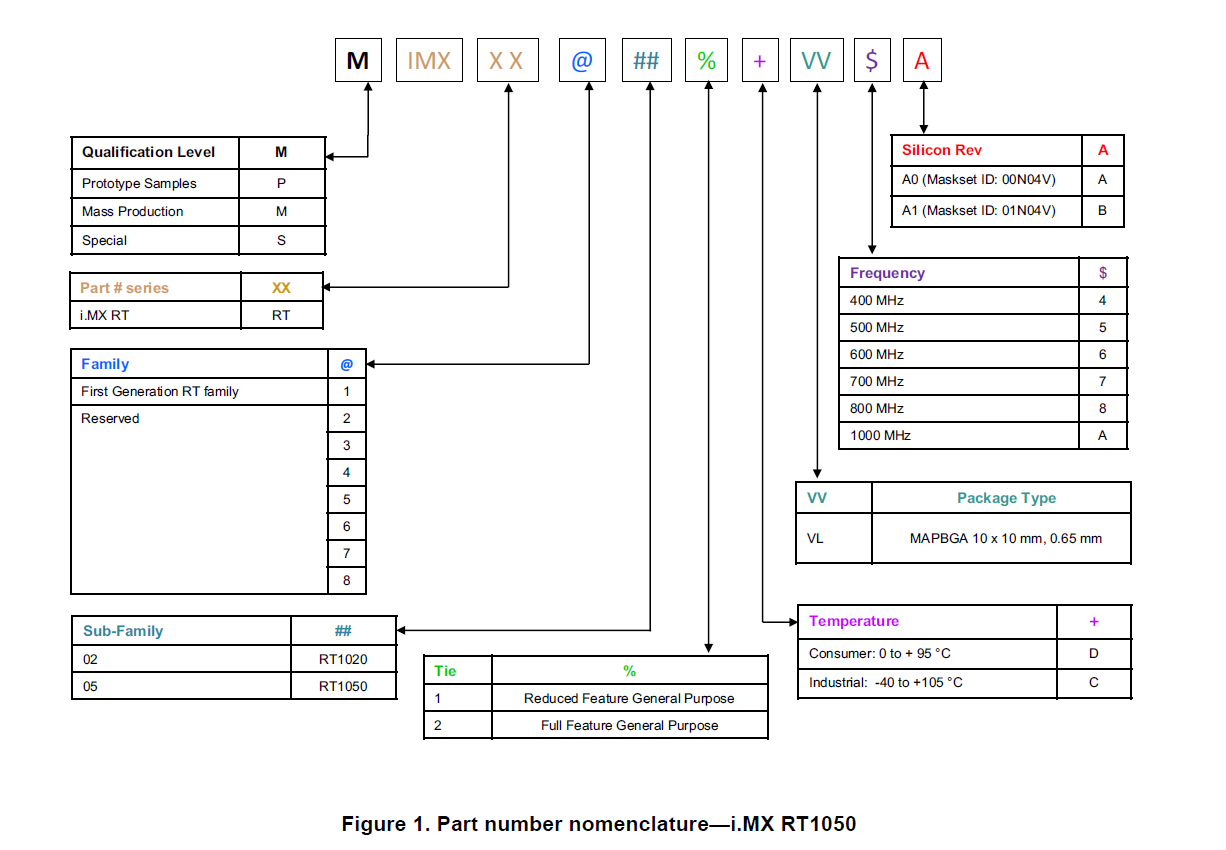 M IMX X X @ ## % + VV $ A
Qualification Level M
Prototype Samples P
Mass Production M
Special S
Part # series XX
i.MX RT RT
Family @
First Generation RT family 1
Reserved 2
3
4
5
6
7
8
Sub-Family ##
02 RT1020
05 RT1050
Tie %
1 Reduced Feature General Purpose
2 Full Feature General Purpose
Silicon Rev A
A0 (Maskset ID: 00N04V) A
A1 (Maskset ID: 01N04V) B
Frequency $
400 MHz 4
500 MHz 5
600 MHz 6
700 MHz 7
800 MHz 8
1000 MHz A
VV Package Type
VL MAPBGA 10 x 10 mm, 0.65 mm
Temperature +
Consumer: 0 to + 95 °C D
Industrial: -40 to +105 °C C
Figure 1. Part number nomenclature—i.MX RT1050